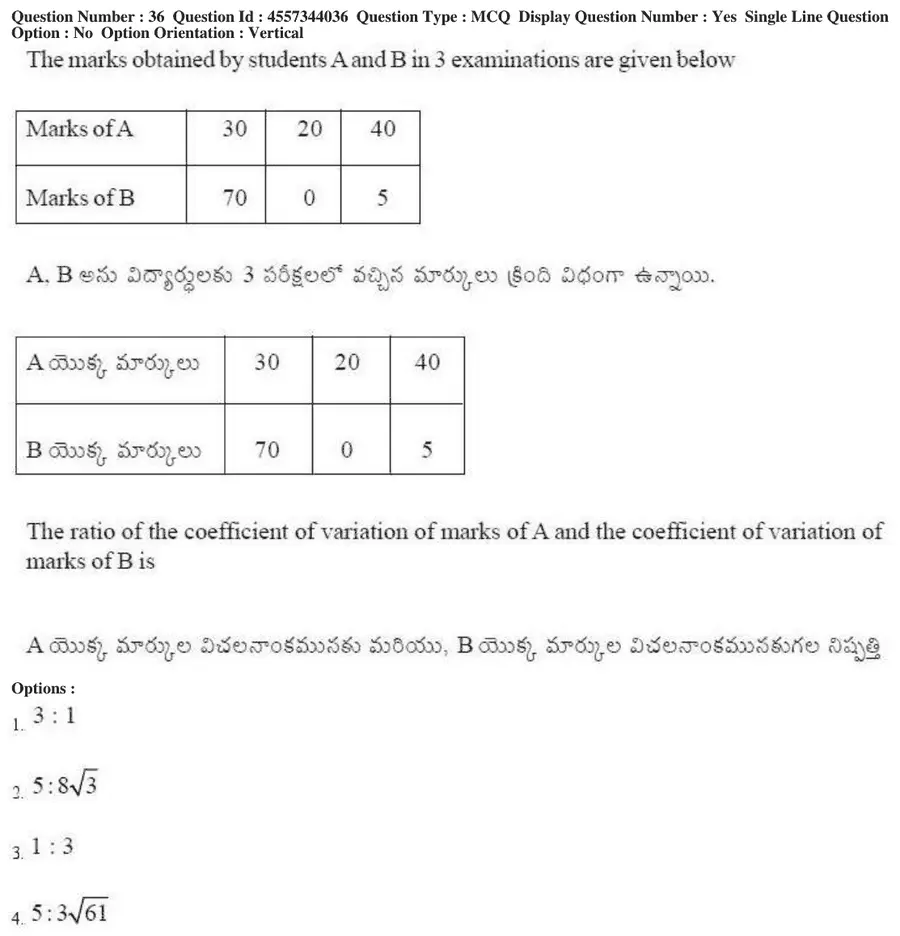 Question Number : 36 Question Id : 4557344036 Question Type : MCQ Display Question Number : Yes Single Line Question
Option : No Option Orientation : Vertical
The marks obtained by students A and B in 3 examinations are given below
Marks of A 30 20 40
Marks of B 70 0 5
A, B అను విద్యార్థులకు 3 పరీక్షలలో వచ్చిన మార్కులు క్రింది విధంగా ఉన్నాయి.
A యొక్క మార్కులు 30 20 40
B యొక్క మార్కులు 70 0 5
The ratio of the coefficient of variation of marks of A and the coefficient of variation of
marks of B is
A యొక్క మార్కుల విచలనాంకమునకు మరియు, B యొక్క మార్కుల విచలనాంకమునకుగల నిష్పత్తి
Options :
1. 3 : 1
2. 5 : 8√3
3. 1 : 3
4. 5 : 3√61